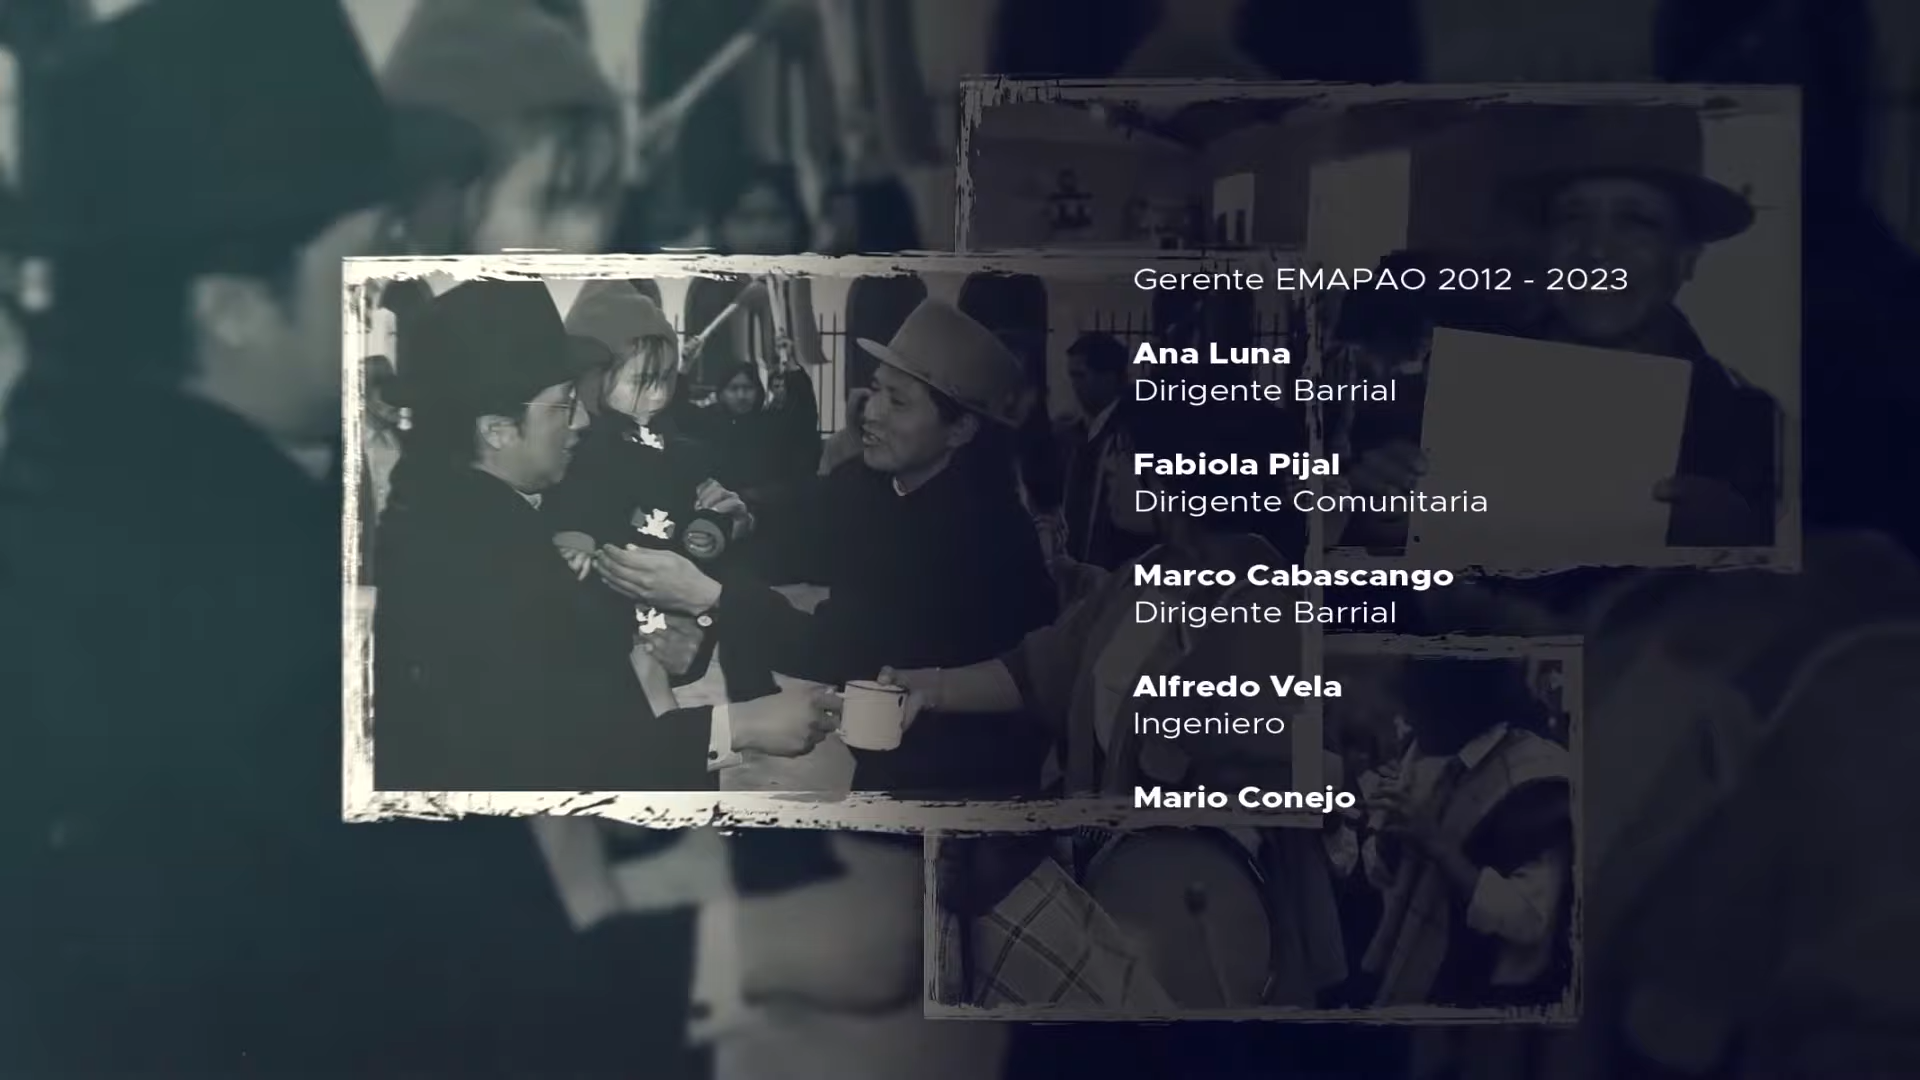 Gerente EMAPAO 2012 - 2023
Ana Luna
Dirigente Barrial
Fabiola Pijal
Dirigente Comunitaria
Marco Cabascango
Dirigente Barrial
Alfredo Vela
Ingeniero
Mario Conejo